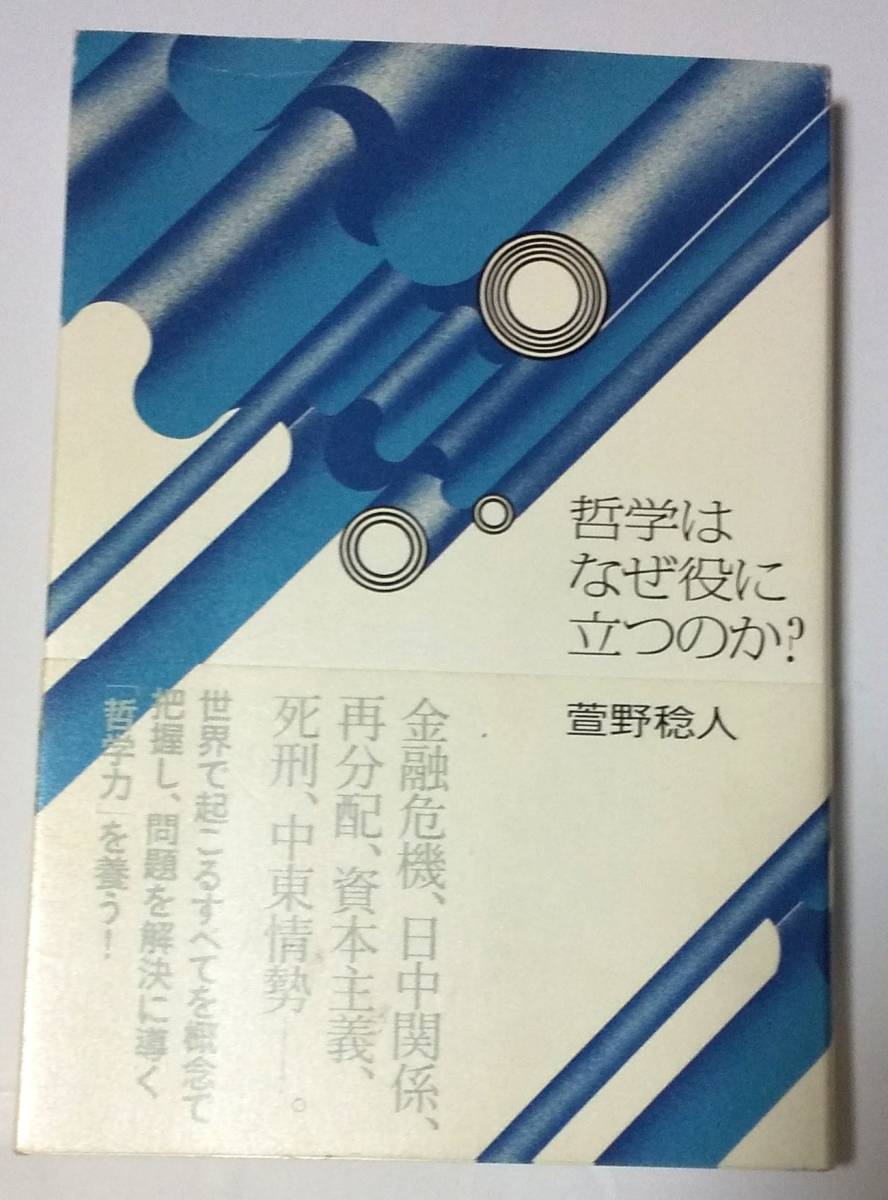 哲学は
なぜ役に
立つのか?
萱野稔人
金融危機、日中関係、
再分配、資本主義、
死刑、中東情勢――。
世界で起こるすべてを概念で
把握し、問題を解決に導く
「哲学力」を養う!